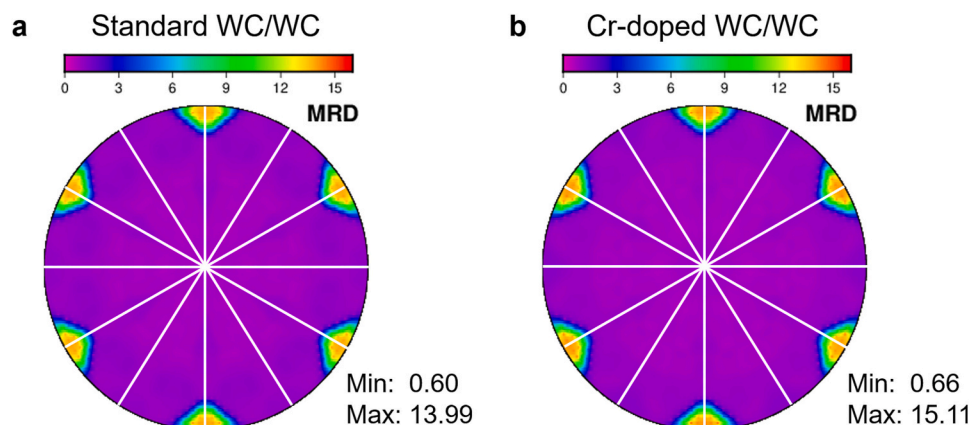 a Standard WC/WC
0 3 6 9 12 15
MRD
Min: 0.60
Max: 13.99
b Cr-doped WC/WC
0 3 6 9 12 15
MRD
Min: 0.66
Max: 15.11